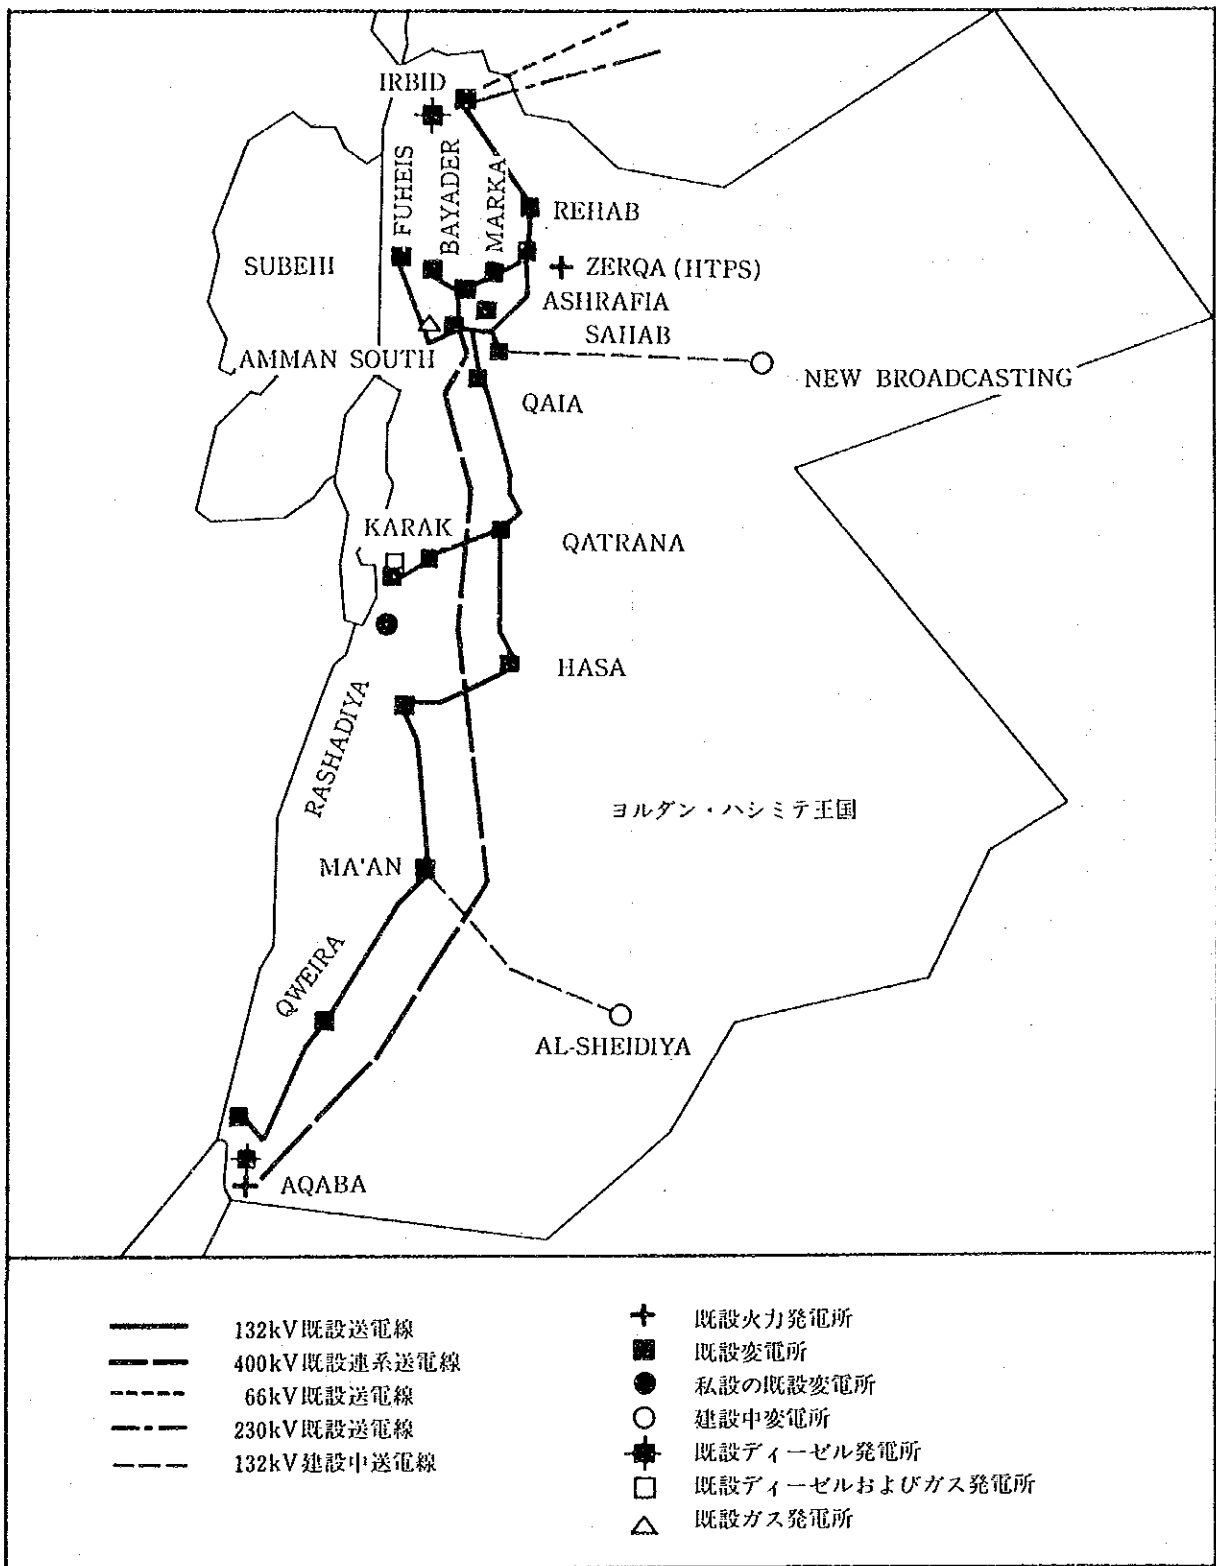 IRBID
FUHEIS
BAYADER
MARKA
REHAB
SUBEIII
ZERQA (HTPS)
ASHRAFIA
SAHAB
AMMAN SOUTH
NEW BROADCASTING
QAIA
KARAK
QATRANA
HASA
RASHADIYA
ヨルダン・ハシミテ王国
MA'AN
QWEIRA
AL-SHEIDIYA
AQABA
132kV既設送電線
400kV既設連系送電線
66kV既設送電線
230kV既設送電線
132kV建設中送電線
既設火力発電所
既設変電所
私設の既設変電所
建設中変電所
既設ディーゼル発電所
既設ディーゼルおよびガス発電所
既設ガス発電所